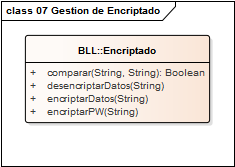 class 07 Gestion de Encriptado
BLL::Encriptado
+ comparar(String, String): Boolean
+ desencriptarDatos(String)
+ encriptarDatos(String)
+ encriptarPW(String)